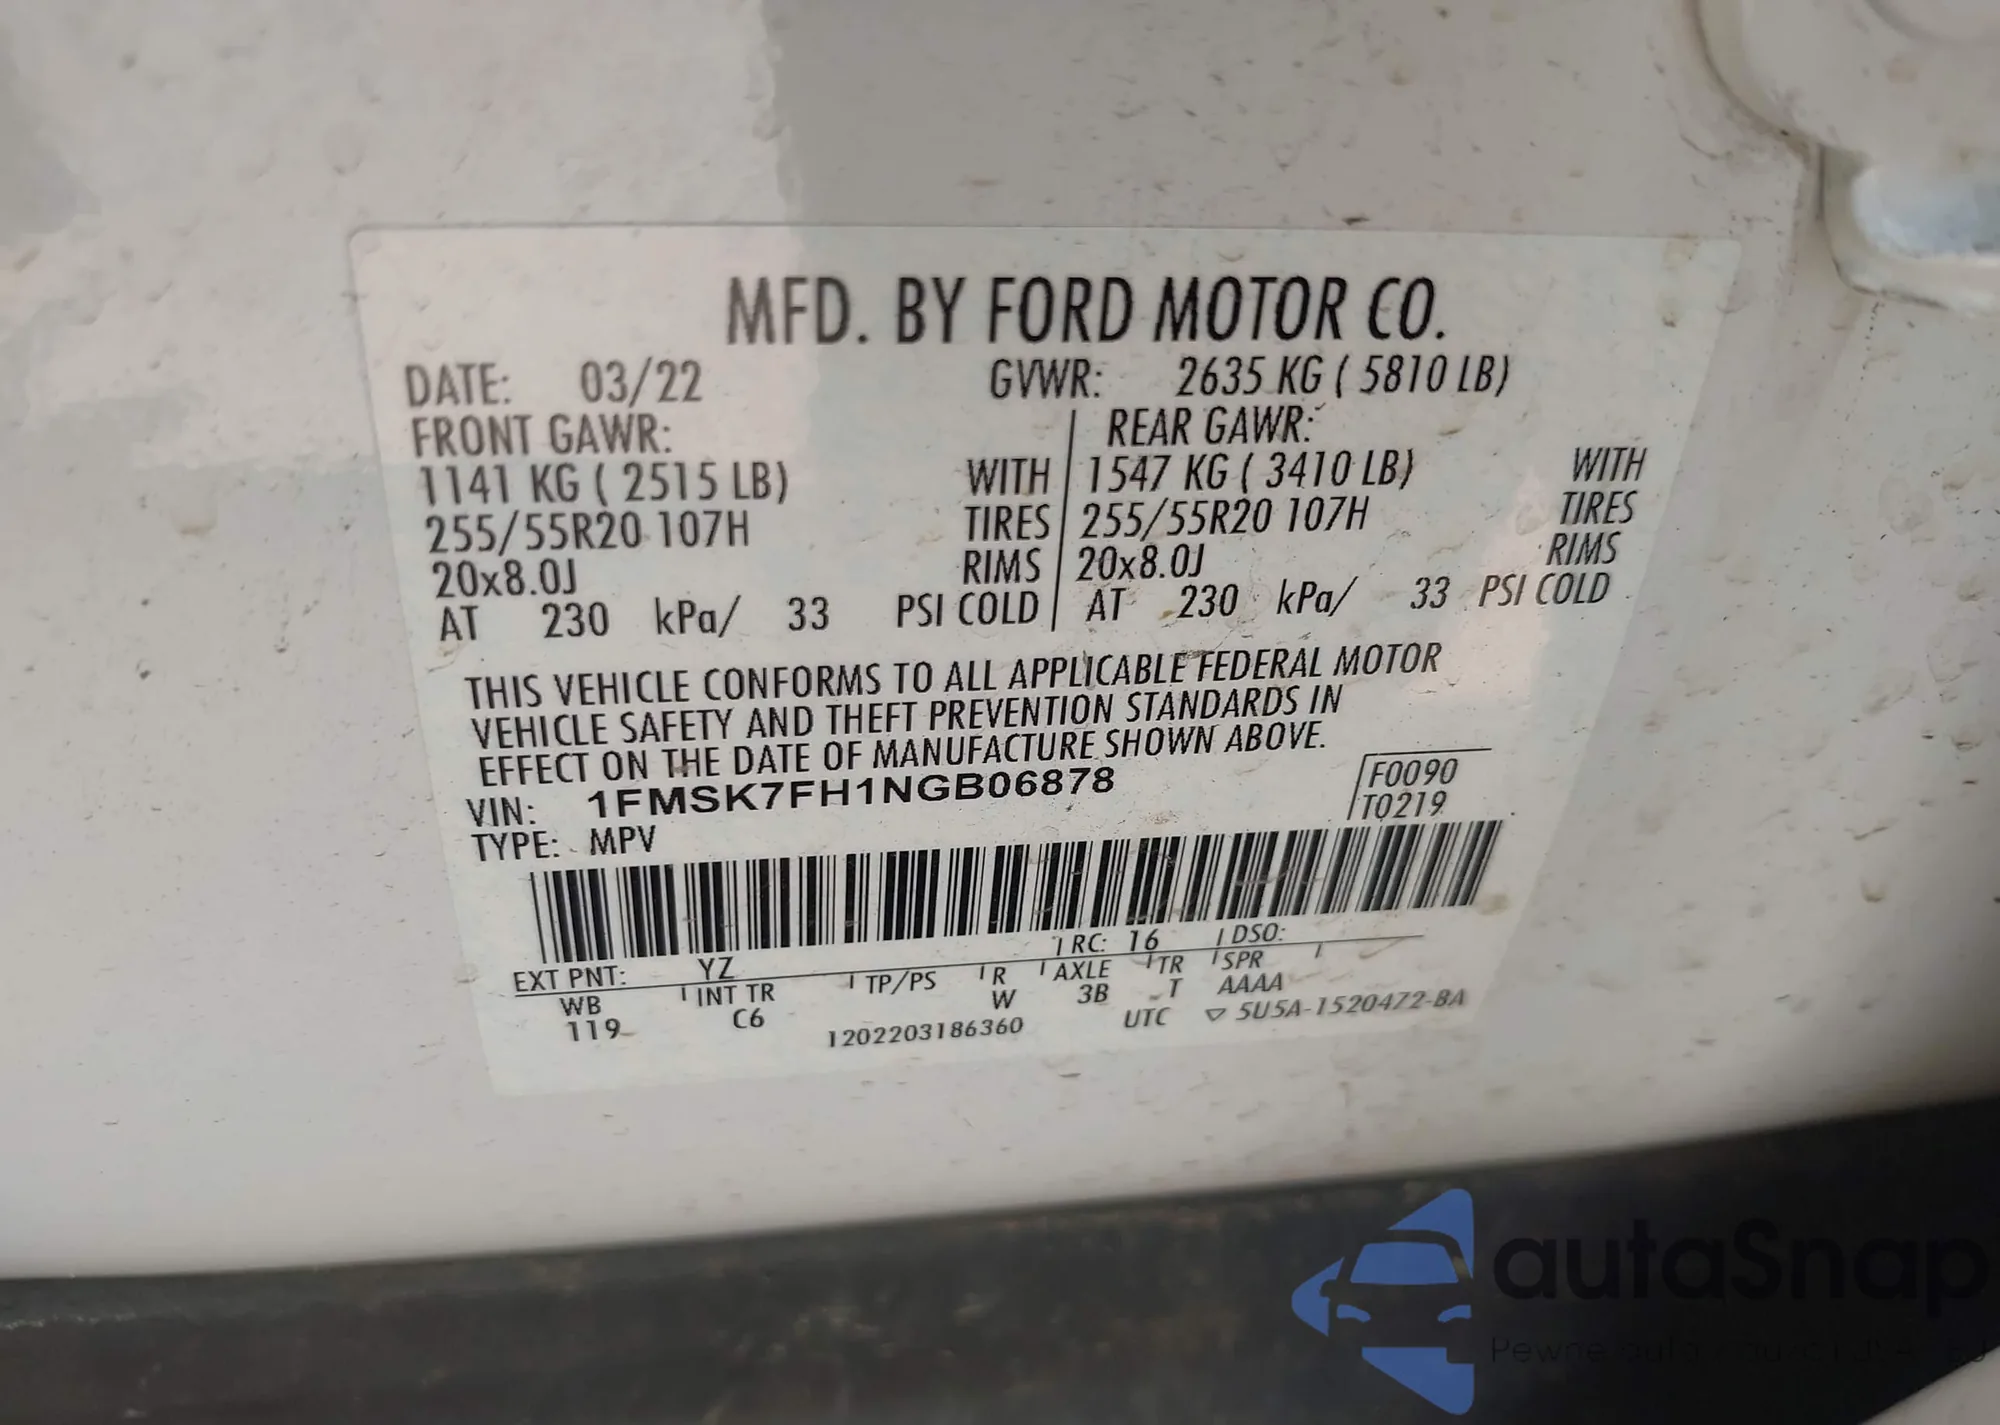 MFD. BY FORD MOTOR CO.
DATE: 03/22 GVWR: 2635 KG ( 5810 LB)
FRONT GAWR: REAR GAWR:
1141 KG ( 2515 LB) WITH 1547 KG ( 3410 LB) WITH
255/55R20 107H TIRES 255/55R20 107H TIRES
20x8.0J RIMS 20x8.0J RIMS
AT 230 kPa/ 33 PSI COLD AT 230 kPa/ 33 PSI COLD
THIS VEHICLE CONFORMS TO ALL APPLICABLE FEDERAL MOTOR
VEHICLE SAFETY AND THEFT PREVENTION STANDARDS IN
EFFECT ON THE DATE OF MANUFACTURE SHOWN ABOVE.
VIN: 1FMSK7FH1NGB06878 F0090
TYPE: MPV T0219
EXT PNT: YZ RC: 16 DSO:
WB INT TR TP/PS R AXLE TR SPR
119 C6 W 3B T AAAA
1202203186360 UTC ▽ 5U5A-1520472-BA
autaSnap
Pewne auta